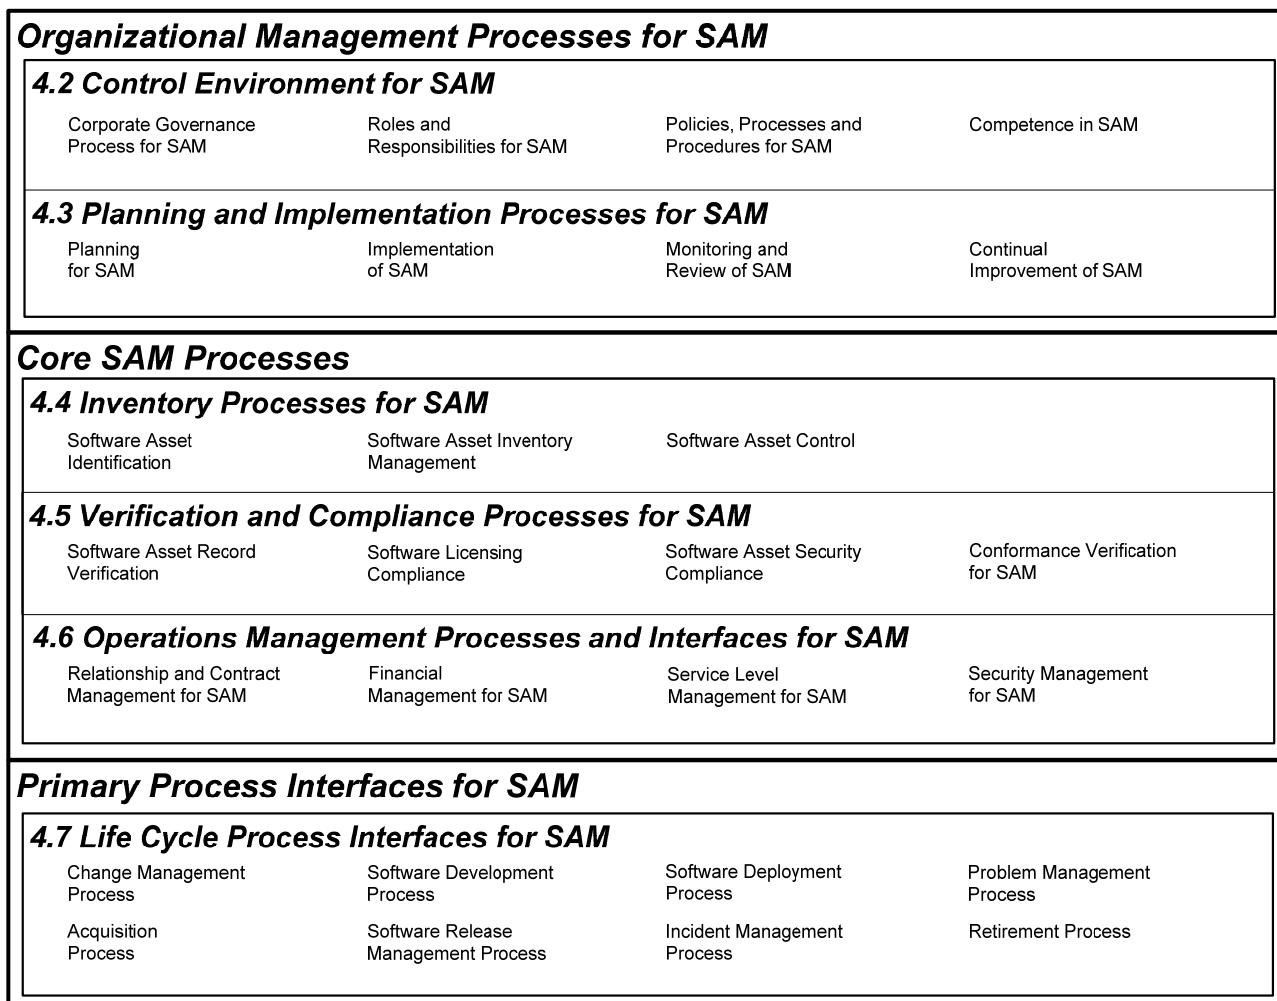 Organizational Management Processes for SAM
4.2 Control Environment for SAM
Corporate Governance
Process for SAM
Roles and
Responsibilities for SAM
Policies, Processes and
Procedures for SAM
Competence in SAM
4.3 Planning and Implementation Processes for SAM
Planning
for SAM
Implementation
of SAM
Monitoring and
Review of SAM
Continual
Improvement of SAM
Core SAM Processes
4.4 Inventory Processes for SAM
Software Asset
Identification
Software Asset Inventory
Management
Software Asset Control
4.5 Verification and Compliance Processes for SAM
Software Asset Record
Verification
Software Licensing
Compliance
Software Asset Security
Compliance
Conformance Verification
for SAM
4.6 Operations Management Processes and Interfaces for SAM
Relationship and Contract
Management for SAM
Financial
Management for SAM
Service Level
Management for SAM
Security Management
for SAM
Primary Process Interfaces for SAM
4.7 Life Cycle Process Interfaces for SAM
Change Management
Process
Software Development
Process
Software Deployment
Process
Problem Management
Process
Acquisition
Process
Software Release
Management Process
Incident Management
Process
Retirement Process